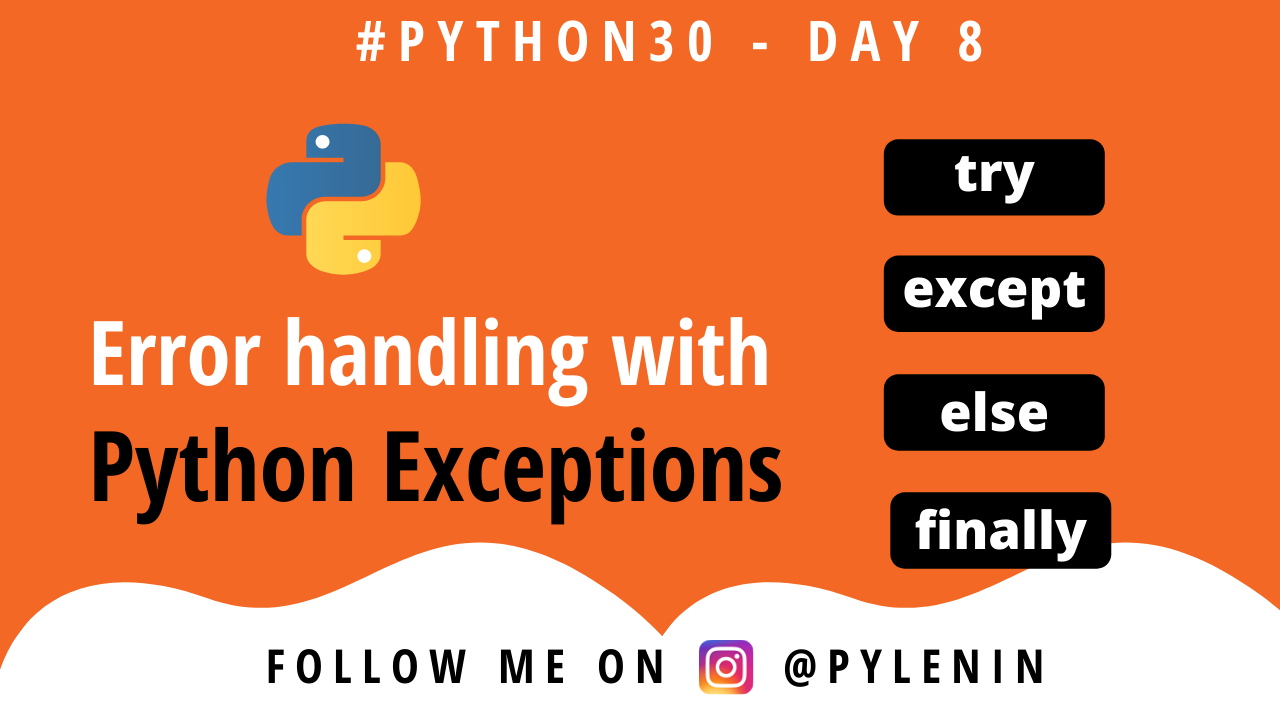 #PYTHON30 - DAY 8
Error handling with
Python Exceptions
try
except
else
finally
FOLLOW ME ON @PYLENIN